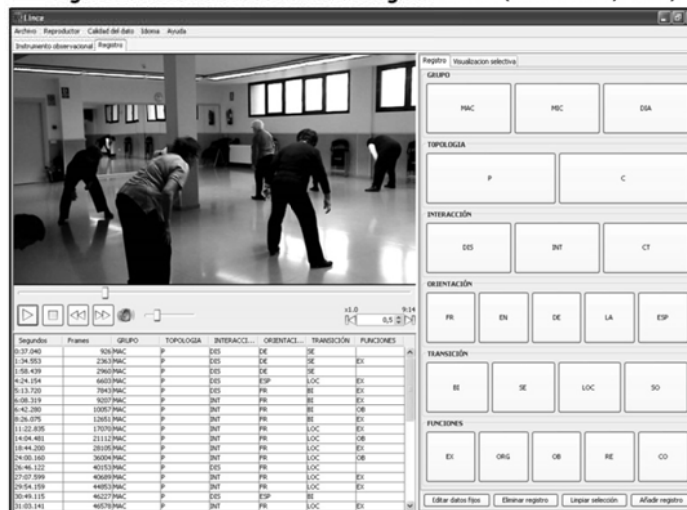 Lince
Archivo Reproductor Calidad del dato Idioma Ayuda
Instrumento observacional Registro
Registro Visualizacion selectiva
GRUPO
MAC MIC DIA
TOPOLOGIA
P C
INTERACCIÓN
DIS INT CT
ORIENTACIÓN
FR EN DE LA ESP
TRANSICIÓN
BI SE LOC SO
FUNCIONES
EX ORG OB RE CO
Editar datos fijos Eliminar registro Limpiar selección Añadir registro
x1.0 9:14
0,5
Segundos Frames GRUPO TOPOLOGIA INTERACCI... ORIENTACI... TRANSICIÓN FUNCIONES
0:37.040 926 MAC P DIS DE SE
1:34.553 2363 MAC P DIS DE SE EX
1:58.439 2960 MAC P DIS DE SE
4:24.154 6603 MAC P DIS ESP LOC EX
5:13.720 7843 MAC P DIS FR BI EX
6:08.319 9207 MAC P INT FR BI EX
6:42.280 10057 MAC P INT FR BI OB
8:26.075 12651 MAC P INT FR BI EX
11:22.835 17070 MAC P INT FR LOC EX
14:04.481 21112 MAC P INT FR LOC OB
18:44.200 28105 MAC P INT FR LOC EX
24:00.160 36004 MAC P INT FR LOC OB
26:46.122 40153 MAC P DIS FR LOC
27:07.599 40689 MAC P INT FR LOC EX
29:54.159 44853 MAC P INT FR LOC EX
30:49.115 46227 MAC P DIS ESP BI
31:03.141 46578 MAC P INT FR LOC EX